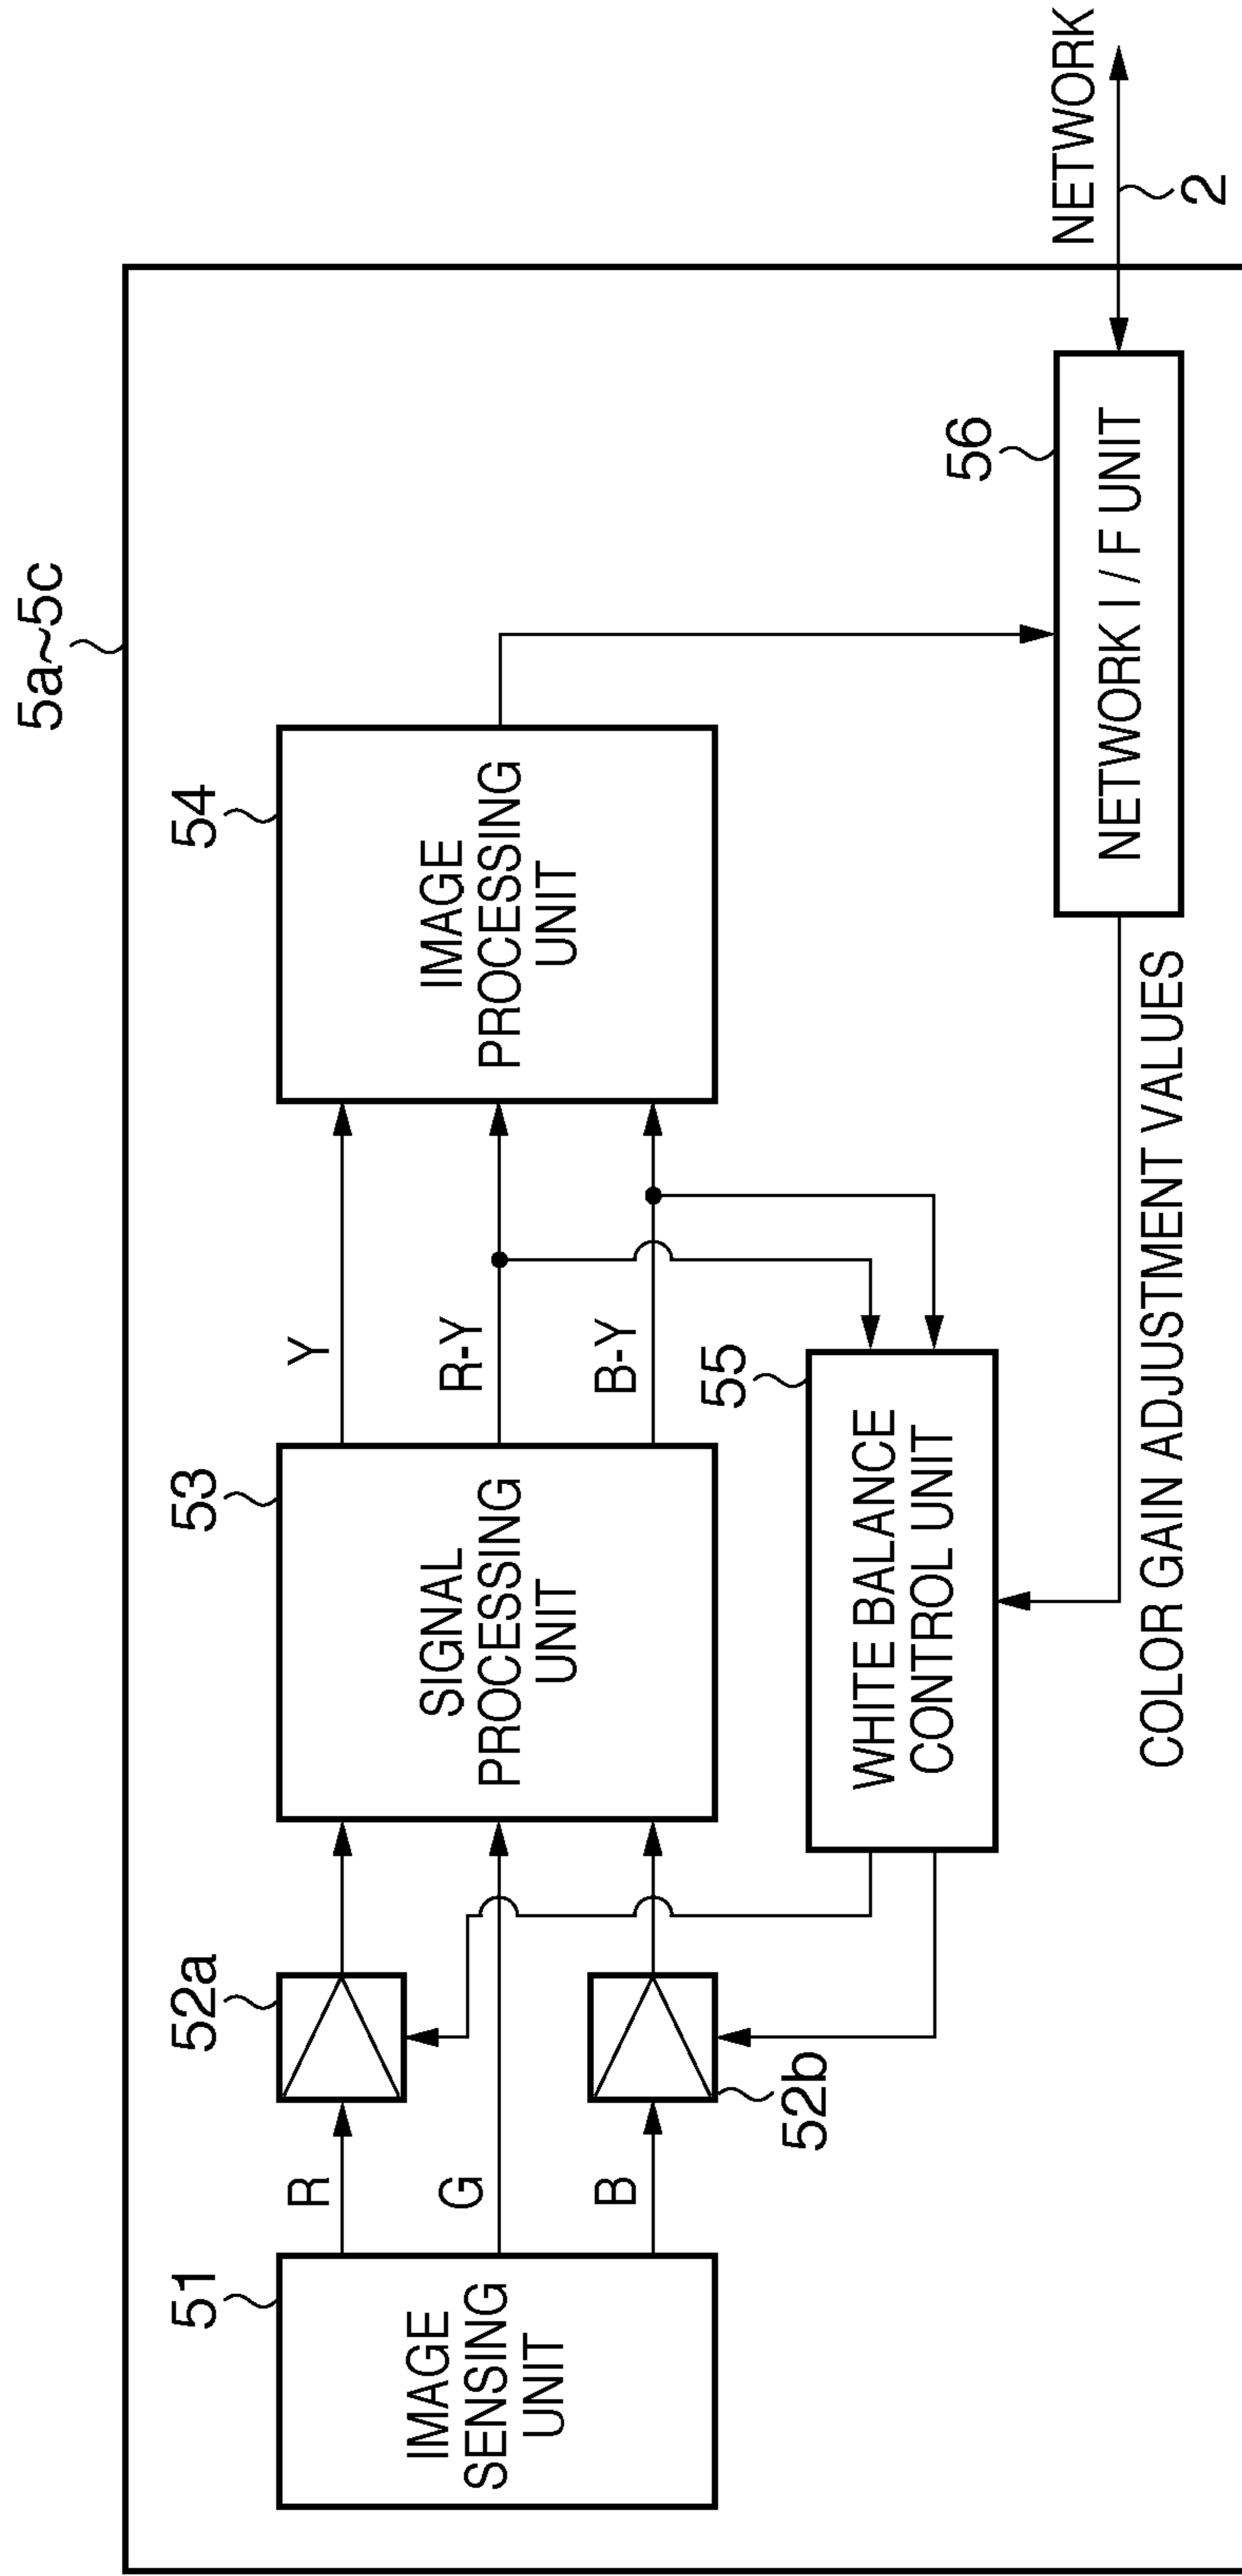 5a~5c
51
IMAGE
SENSING
UNIT
R
G
B
52a
52b
53
SIGNAL
PROCESSING
UNIT
Y
R-Y
B-Y
54
IMAGE
PROCESSING
UNIT
55
WHITE BALANCE
CONTROL UNIT
56
NETWORK I / F UNIT
COLOR GAIN ADJUSTMENT VALUES
NETWORK
2